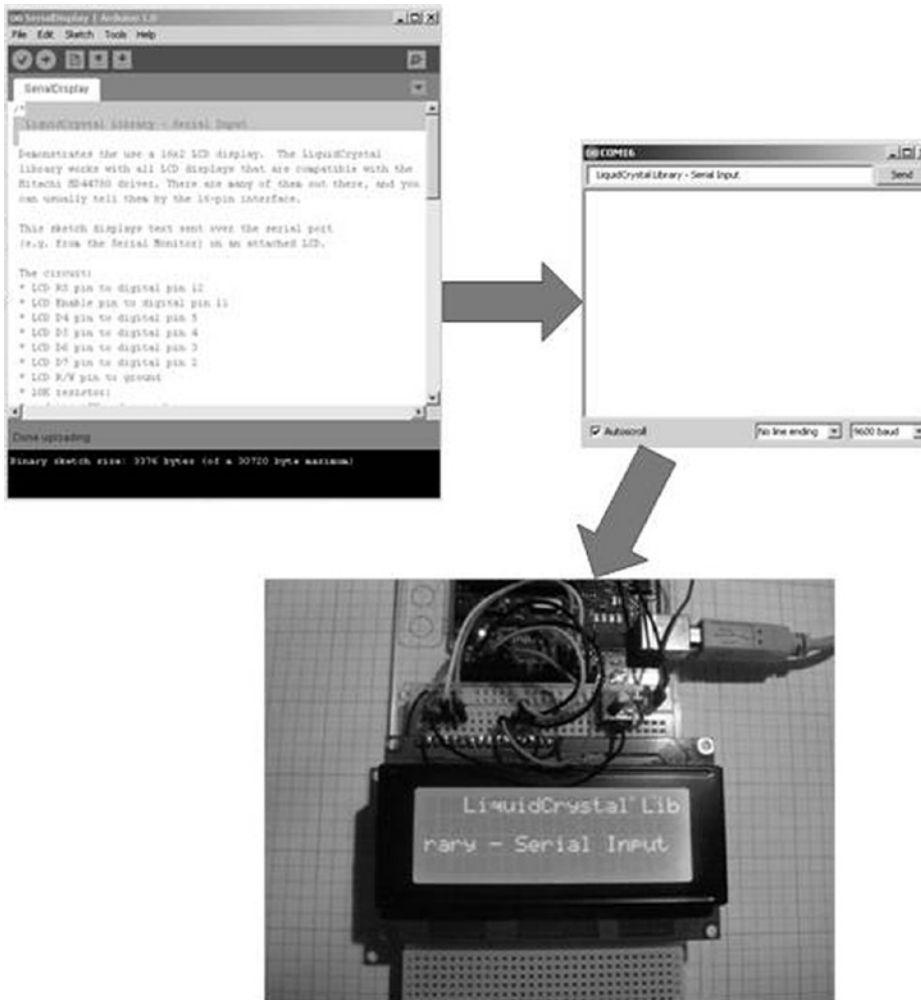 SerialDisplay | Arduino 1.0
File Edit Sketch Tools Help
SerialDisplay
/*
LiquidCrystal Library - Serial Input
Demonstrates the use a 16x2 LCD display. The LiquidCrystal
library works with all LCD displays that are compatible with the
Hitachi HD44780 driver. There are many of them out there, and you
can usually tell them by the 16-pin interface.
This sketch displays text sent over the serial port
(e.g. from the Serial Monitor) on an attached LCD.
The circuit:
* LCD RS pin to digital pin 12
* LCD Enable pin to digital pin 11
* LCD D4 pin to digital pin 5
* LCD D5 pin to digital pin 4
* LCD D6 pin to digital pin 3
* LCD D7 pin to digital pin 2
* LCD R/W pin to ground
* 10K resistor:
Done uploading
Binary sketch size: 3376 bytes (of a 30720 byte maximum)
COM16
LiquidCrystal Library - Serial Input
Send
Autoscroll
No line ending
9600 baud
LiquidCrystal Lib
rary - Serial Input